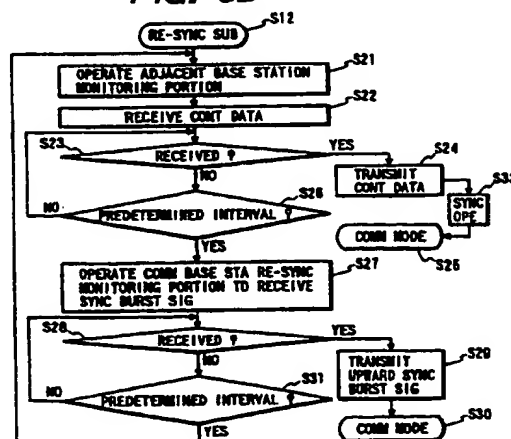 RE-SYNC SUB
S12
OPERATE ADJACENT BASE STATION
MONITORING PORTION
S21
RECEIVE CONT DATA
S22
S23
RECEIVED ?
YES
NO
S24
TRANSMIT
CONT DATA
SYNC
OPE
COMM MODE
S25
S26
PREDETERMINED INTERVAL ?
NO
YES
OPERATE COMM BASE STA RE-SYNC
MONITORING PORTION TO RECEIVE
SYNC BURST SIG
S27
S28
RECEIVED ?
YES
NO
TRANSMIT
UPWARD SYNC
BURST SIG
S29
S31
PREDETERMINED INTERVAL ?
NO
YES
COMM MODE
S30